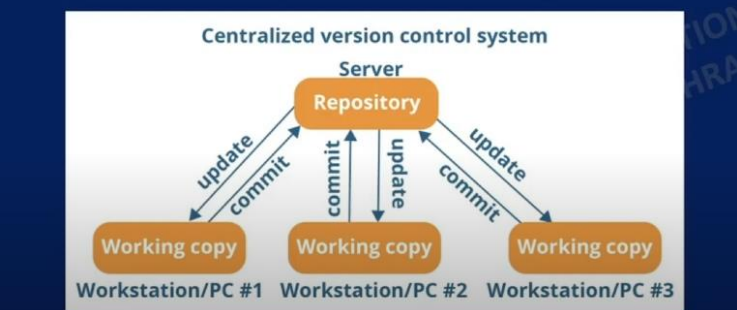 Centralized version control system
Server
Repository
update
commit
commit
update
update
commit
Working copy
Working copy
Working copy
Workstation/PC #1
Workstation/PC #2
Workstation/PC #3